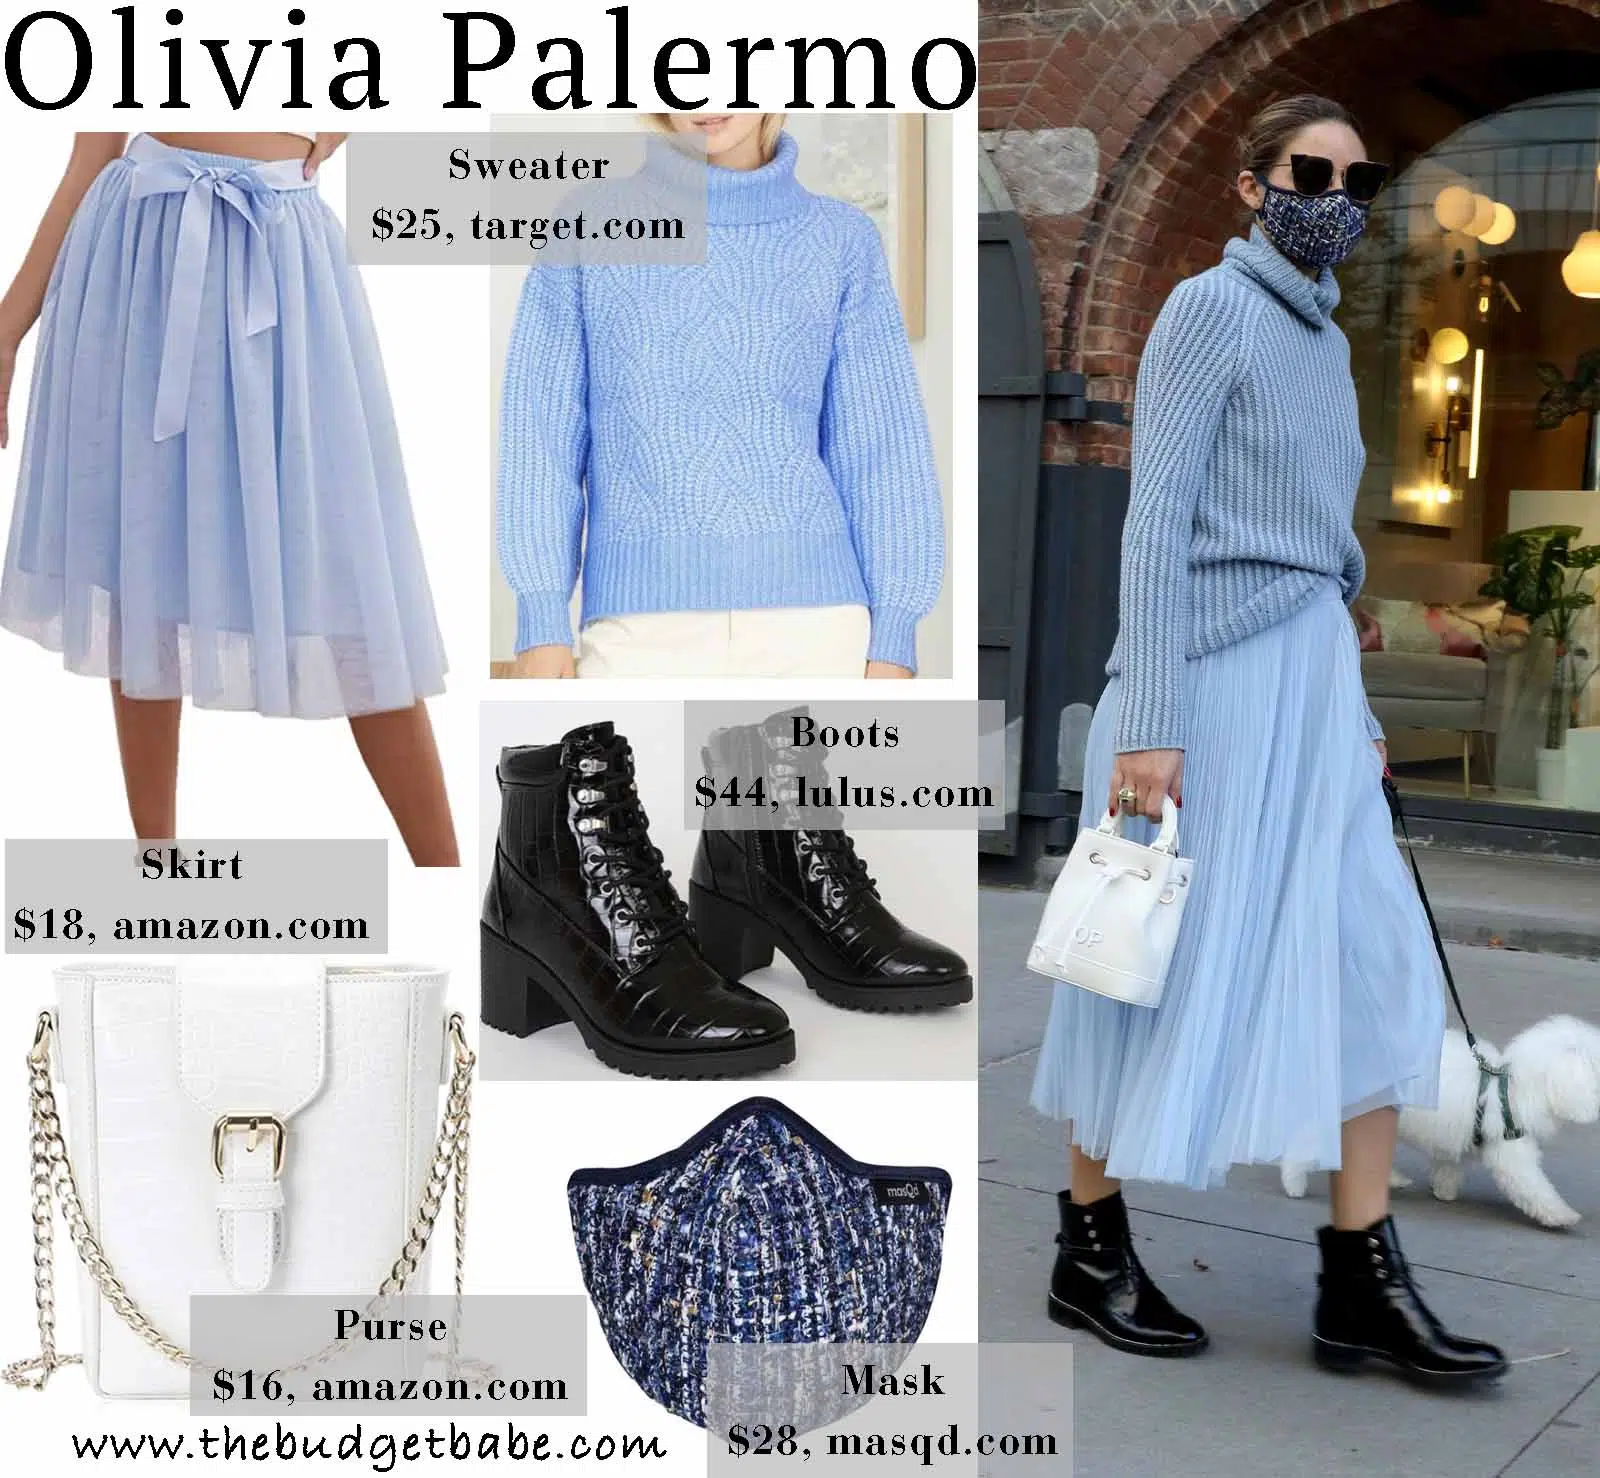 Olivia Palermo
Sweater
$25, target.com
Boots
$44, lulus.com
Skirt
$18, amazon.com
OP
masQd
Purse
$16, amazon.com
Mask
$28, masqd.com
www.thebudgetbabe.com